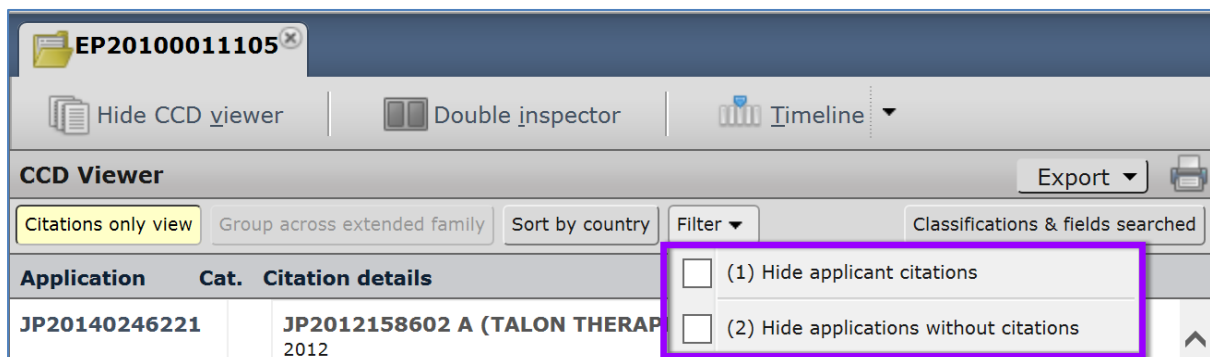 EP20100011105
Hide CCD viewer Double inspector Timeline
CCD Viewer Export
Citations only view Group across extended family Sort by country Filter Classifications & fields searched
Application Cat. Citation details
(1) Hide applicant citations
JP20140246221 JP2012158602 A (TALON THERAP
(2) Hide applications without citations
2012